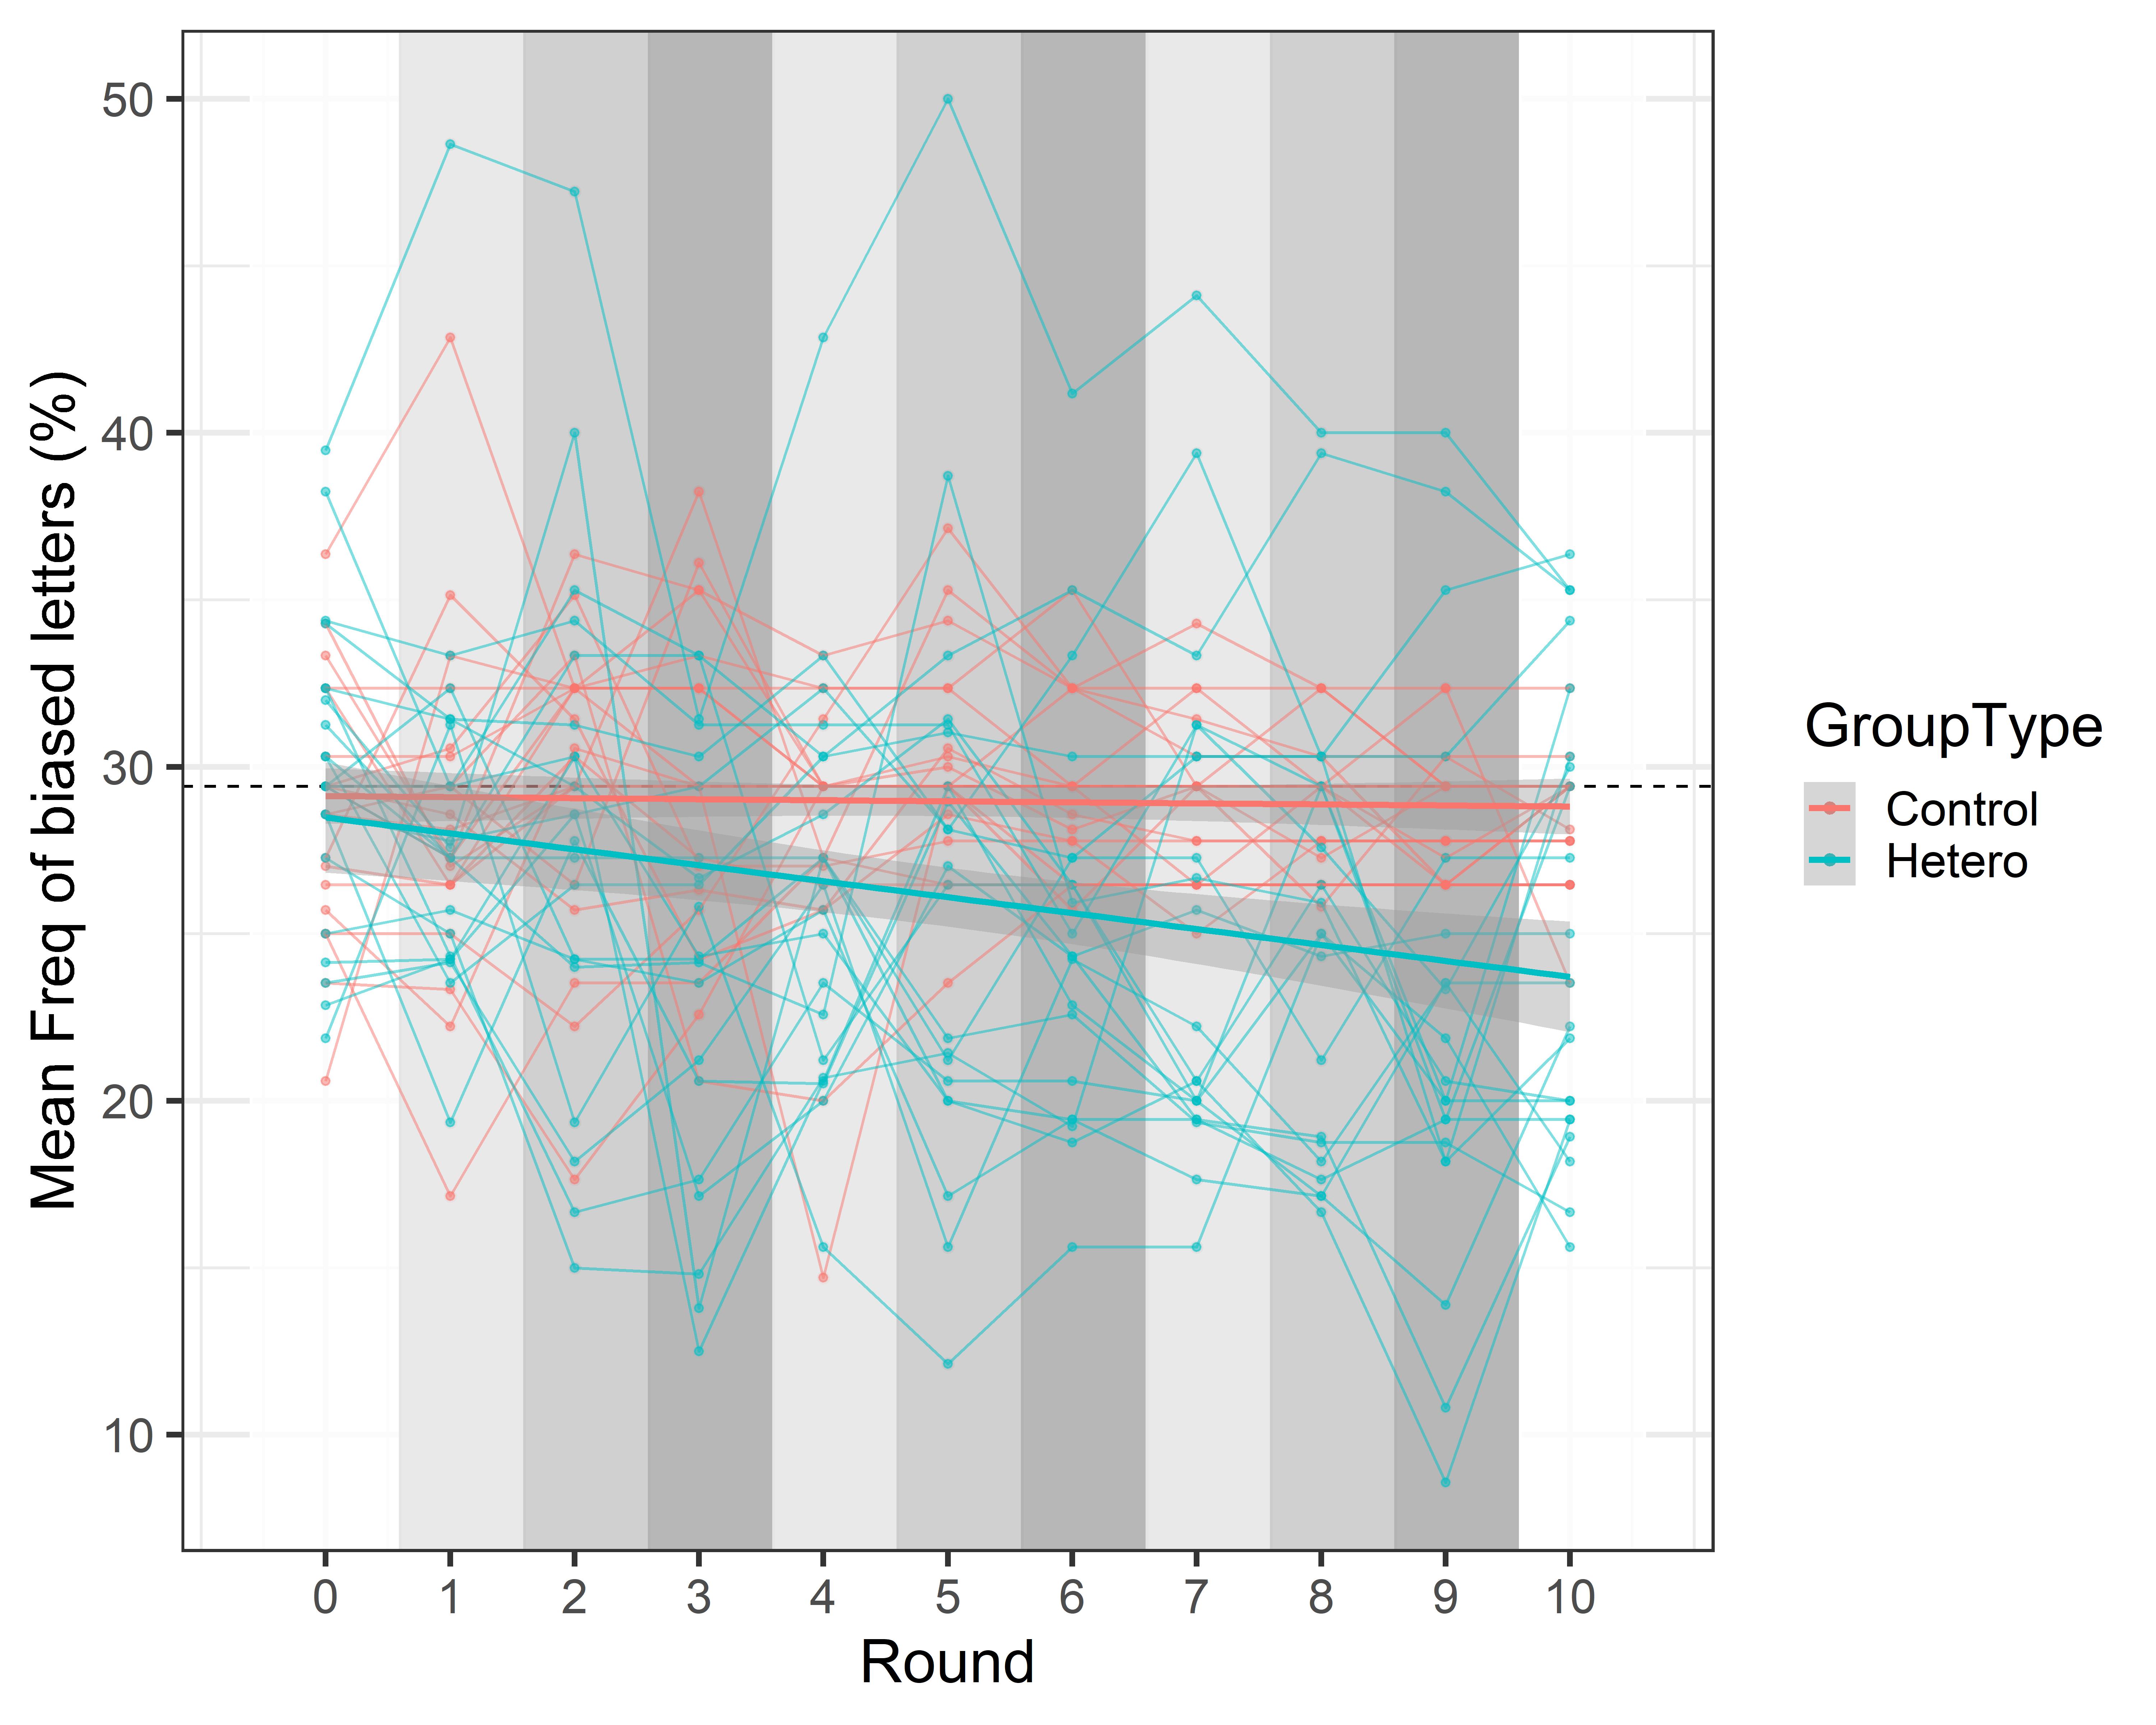 Mean Freq of biased letters (%)
50
40
30
20
10
0 1 2 3 4 5 6 7 8 9 10
Round
GroupType
Control
Hetero